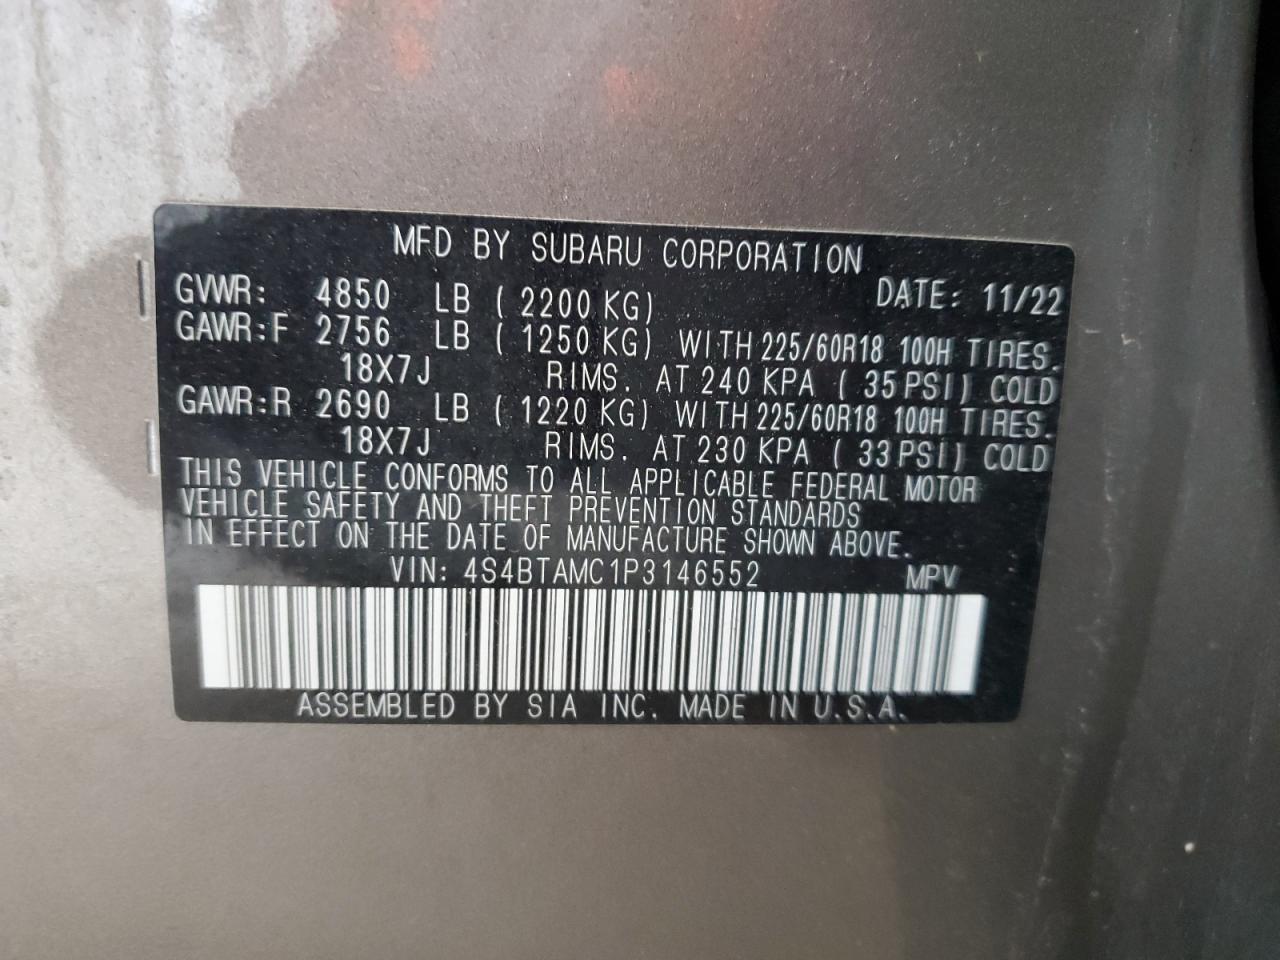 MFD BY SUBARU CORPORATION
GVWR: 4850 LB ( 2200 KG) DATE: 11/22
GAWR:F 2756 LB ( 1250 KG) WITH 225/60R18 100H TIRES.
18X7J RIMS. AT 240 KPA ( 35 PSI) COLD
GAWR:R 2690 LB ( 1220 KG) WITH 225/60R18 100H TIRES.
18X7J RIMS. AT 230 KPA ( 33 PSI) COLD
THIS VEHICLE CONFORMS TO ALL APPLICABLE FEDERAL MOTOR
VEHICLE SAFETY AND THEFT PREVENTION STANDARDS
IN EFFECT ON THE DATE OF MANUFACTURE SHOWN ABOVE.
VIN: 4S4BTAMC1P3146552 MPV
ASSEMBLED BY SIA INC. MADE IN U.S.A.